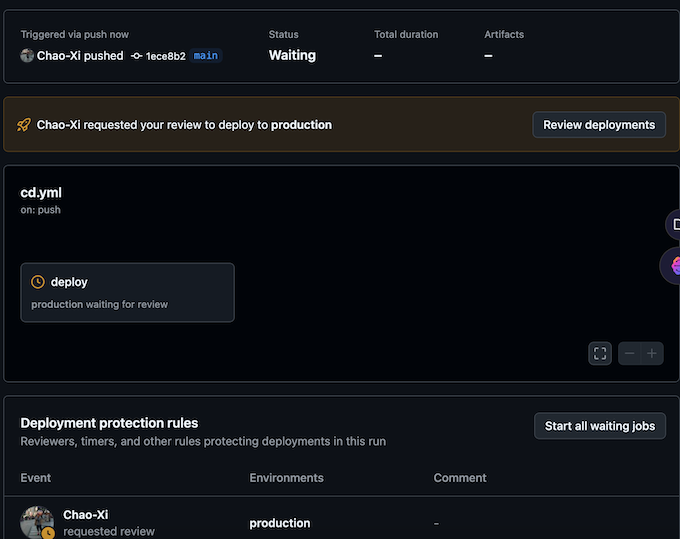 Triggered via push now
Status
Total duration
Artifacts
Chao-Xi pushed 1ece8b2 main
Waiting
–
–
Chao-Xi requested your review to deploy to production
Review deployments
cd.yml
on: push
deploy
production waiting for review
Deployment protection rules
Reviewers, timers, and other rules protecting deployments in this run
Start all waiting jobs
Event
Environments
Comment
Chao-Xi
requested review
production
-